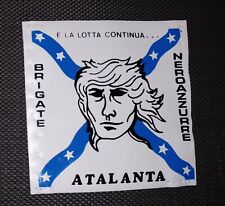 E LA LOTTA CONTINUA...
BRIGATE
NEROAZZURRE
ATALANTA